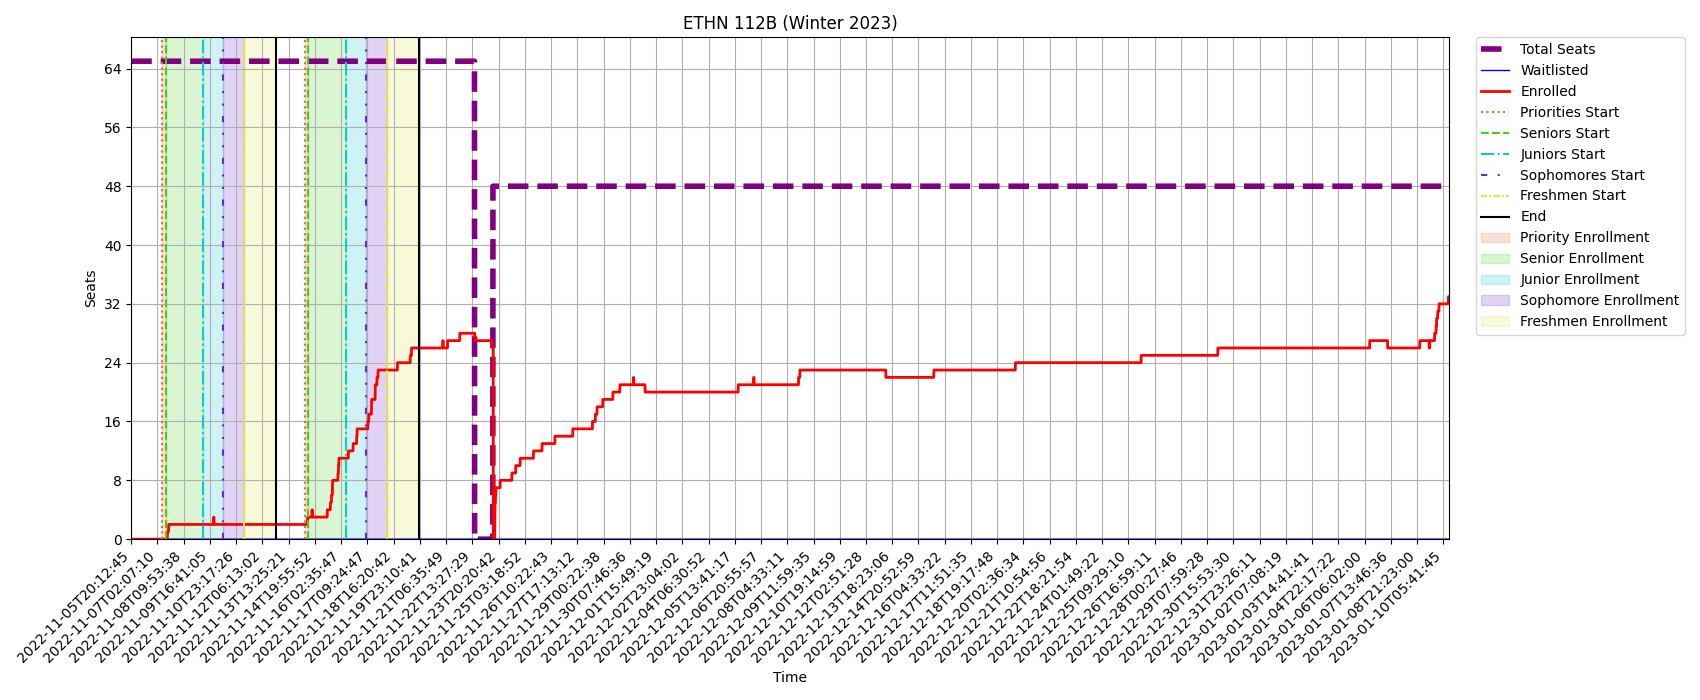 ETHN 112B (Winter 2023)
Seats
64
56
48
40
32
24
16
8
0
2022-11-05T20:12:45
2022-11-07T02:07:10
2022-11-08T09:53:38
2022-11-09T16:41:05
2022-11-10T23:17:26
2022-11-12T06:13:02
2022-11-13T13:25:21
2022-11-14T19:55:52
2022-11-16T02:35:47
2022-11-17T09:24:47
2022-11-18T16:20:42
2022-11-19T23:10:41
2022-11-21T06:35:49
2022-11-22T13:27:29
2022-11-23T20:20:42
2022-11-25T03:18:52
2022-11-26T10:22:43
2022-11-27T17:13:12
2022-11-29T00:22:38
2022-11-30T07:46:36
2022-12-01T15:49:19
2022-12-02T23:04:02
2022-12-04T06:30:52
2022-12-05T13:41:17
2022-12-06T20:55:57
2022-12-08T04:33:11
2022-12-09T11:59:35
2022-12-10T19:14:59
2022-12-12T02:51:28
2022-12-13T18:23:06
2022-12-14T20:52:59
2022-12-16T04:33:22
2022-12-17T11:51:35
2022-12-18T19:17:48
2022-12-20T02:36:34
2022-12-21T10:54:56
2022-12-22T18:21:54
2022-12-24T01:49:22
2022-12-25T09:29:10
2022-12-26T16:59:11
2022-12-28T00:27:46
2022-12-29T07:59:28
2022-12-30T15:53:30
2022-12-31T23:26:11
2023-01-02T07:08:19
2023-01-03T14:41:41
2023-01-04T22:17:22
2023-01-06T06:02:00
2023-01-07T13:46:36
2023-01-08T21:23:00
2023-01-10T05:41:45
Time
Total Seats
Waitlisted
Enrolled
Priorities Start
Seniors Start
Juniors Start
Sophomores Start
Freshmen Start
End
Priority Enrollment
Senior Enrollment
Junior Enrollment
Sophomore Enrollment
Freshmen Enrollment